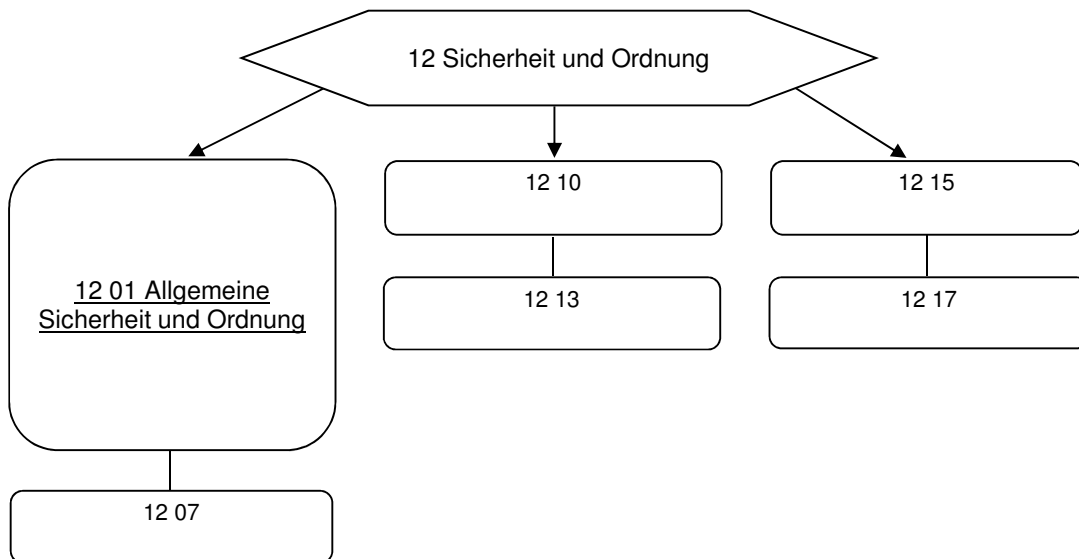 12 Sicherheit und Ordnung
12 01 Allgemeine
Sicherheit und Ordnung
12 07
12 10
12 13
12 15
12 17